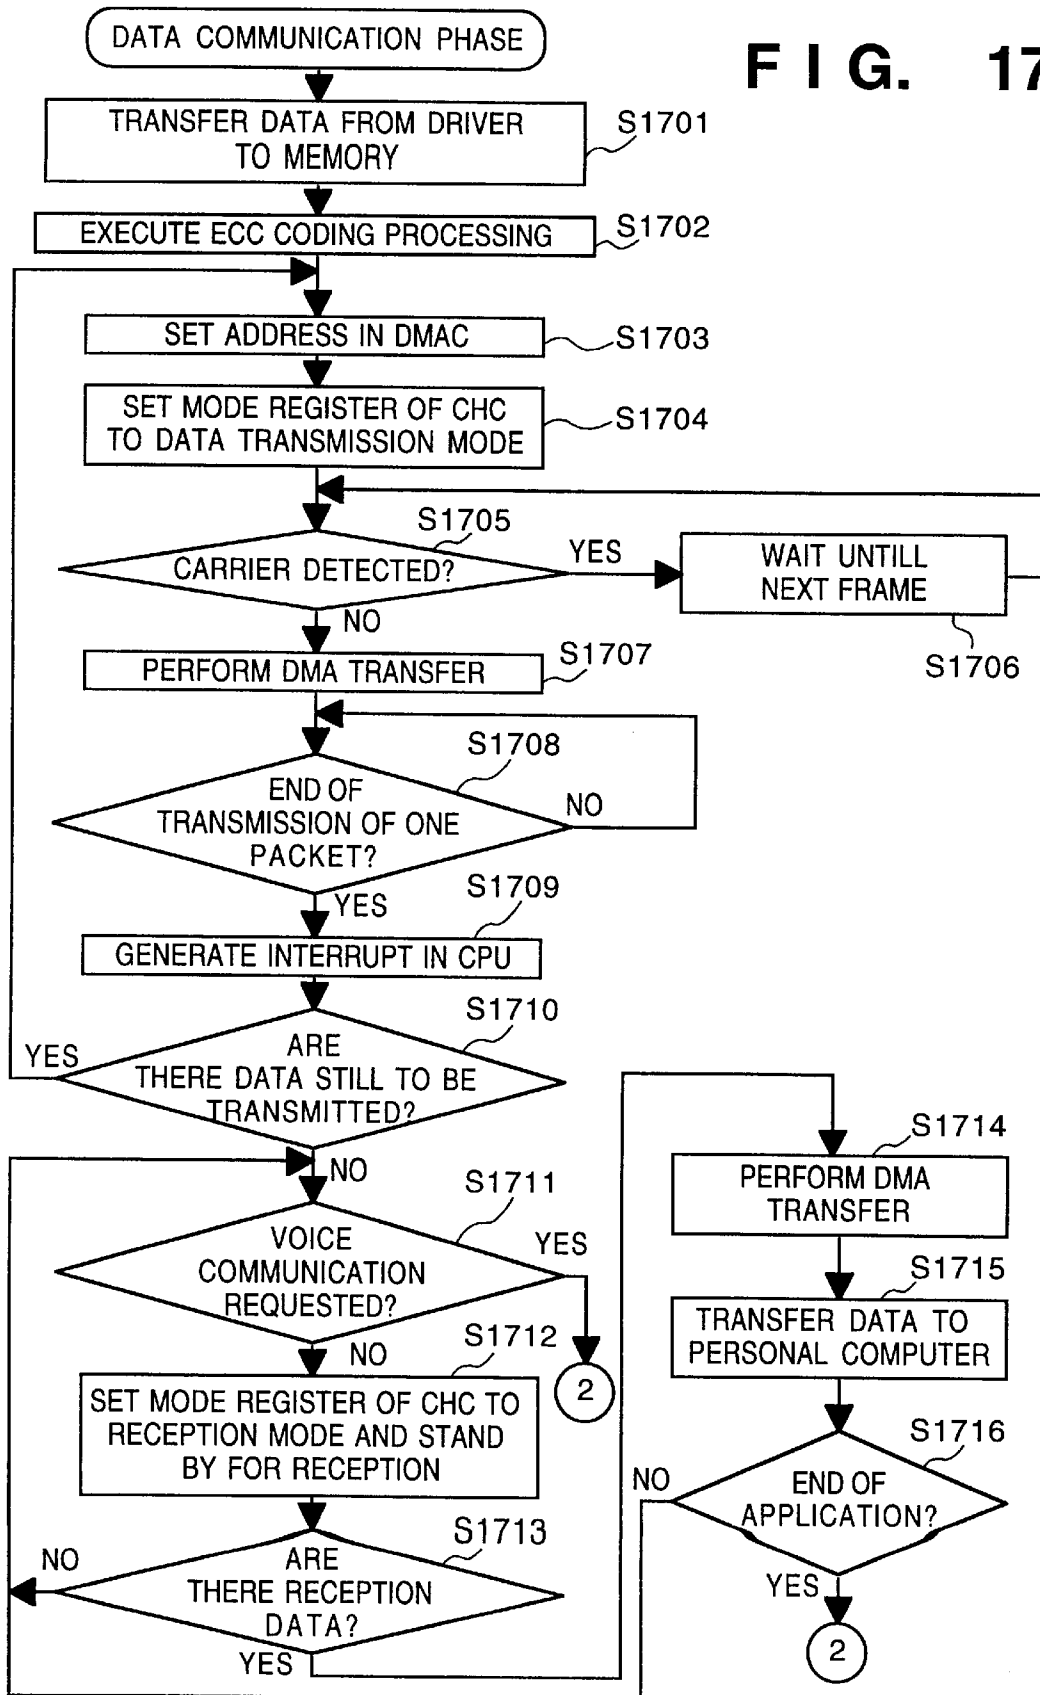 DATA COMMUNICATION PHASE
FIG. 17
TRANSFER DATA FROM DRIVER
TO MEMORY
S1701
EXECUTE ECC CODING PROCESSING
S1702
SET ADDRESS IN DMAC
S1703
SET MODE REGISTER OF CHC
TO DATA TRANSMISSION MODE
S1704
S1705
CARRIER DETECTED?
YES
WAIT UNTILL
NEXT FRAME
S1706
NO
PERFORM DMA TRANSFER
S1707
S1708
END OF
TRANSMISSION OF ONE
PACKET?
NO
YES
S1709
GENERATE INTERRUPT IN CPU
S1710
ARE
THERE DATA STILL TO BE
TRANSMITTED?
YES
NO
S1711
VOICE
COMMUNICATION
REQUESTED?
YES
2
NO
S1712
SET MODE REGISTER OF CHC TO
RECEPTION MODE AND STAND
BY FOR RECEPTION
S1713
ARE
THERE RECEPTION
DATA?
NO
YES
S1714
PERFORM DMA
TRANSFER
S1715
TRANSFER DATA TO
PERSONAL COMPUTER
S1716
END OF
APPLICATION?
NO
YES
2